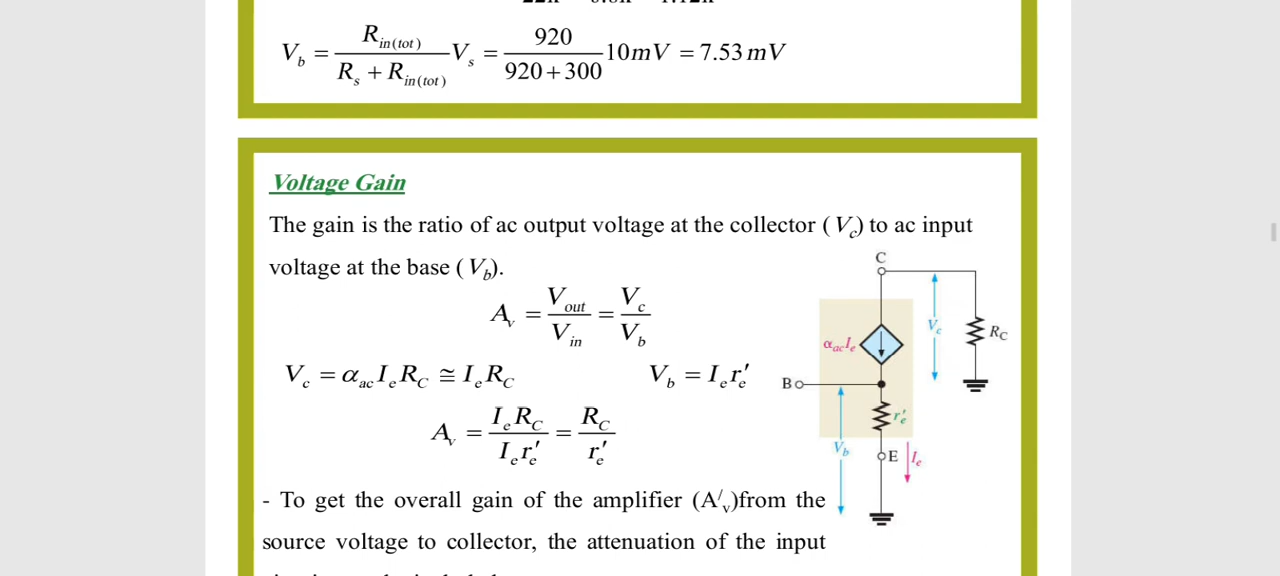 V_b = R_in(tot) / (R_s + R_in(tot)) V_s = 920 / (920+300) 10mV = 7.53 mV
Voltage Gain
The gain is the ratio of ac output voltage at the collector ( V_c) to ac input
voltage at the base ( V_b).
A_v = V_out / V_in = V_c / V_b
V_c = α_ac I_e R_C ≅ I_e R_C
V_b = I_e r'_e
A_v = I_e R_C / I_e r'_e = R_C / r'_e
- To get the overall gain of the amplifier (A'_v)from the
source voltage to collector, the attenuation of the input
C
V_c
R_C
α_ac I_e
B
r'_e
V_b
E
I_e